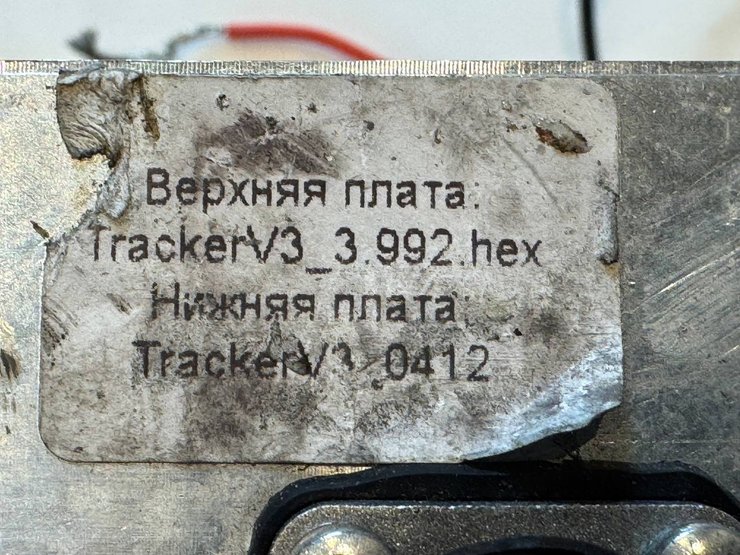 Верхняя плата:
TrackerV3_3.992.hex
Нижняя плата:
TrackerV3_0412